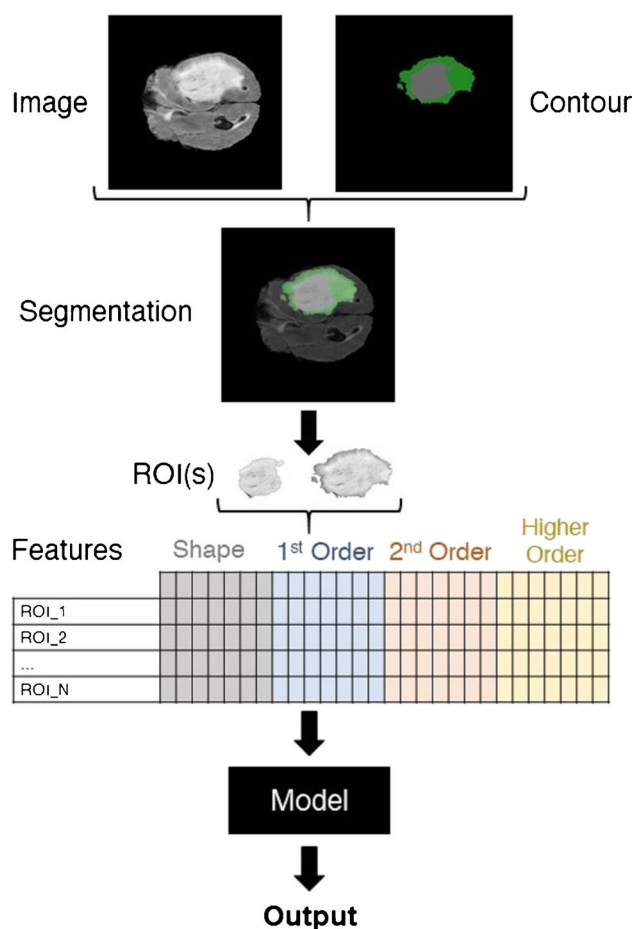 Image
Contour
Segmentation
ROI(s)
Features
Shape
1st Order
2nd Order
Higher
Order
ROI_1
ROI_2
...
ROI_N
Model
Output